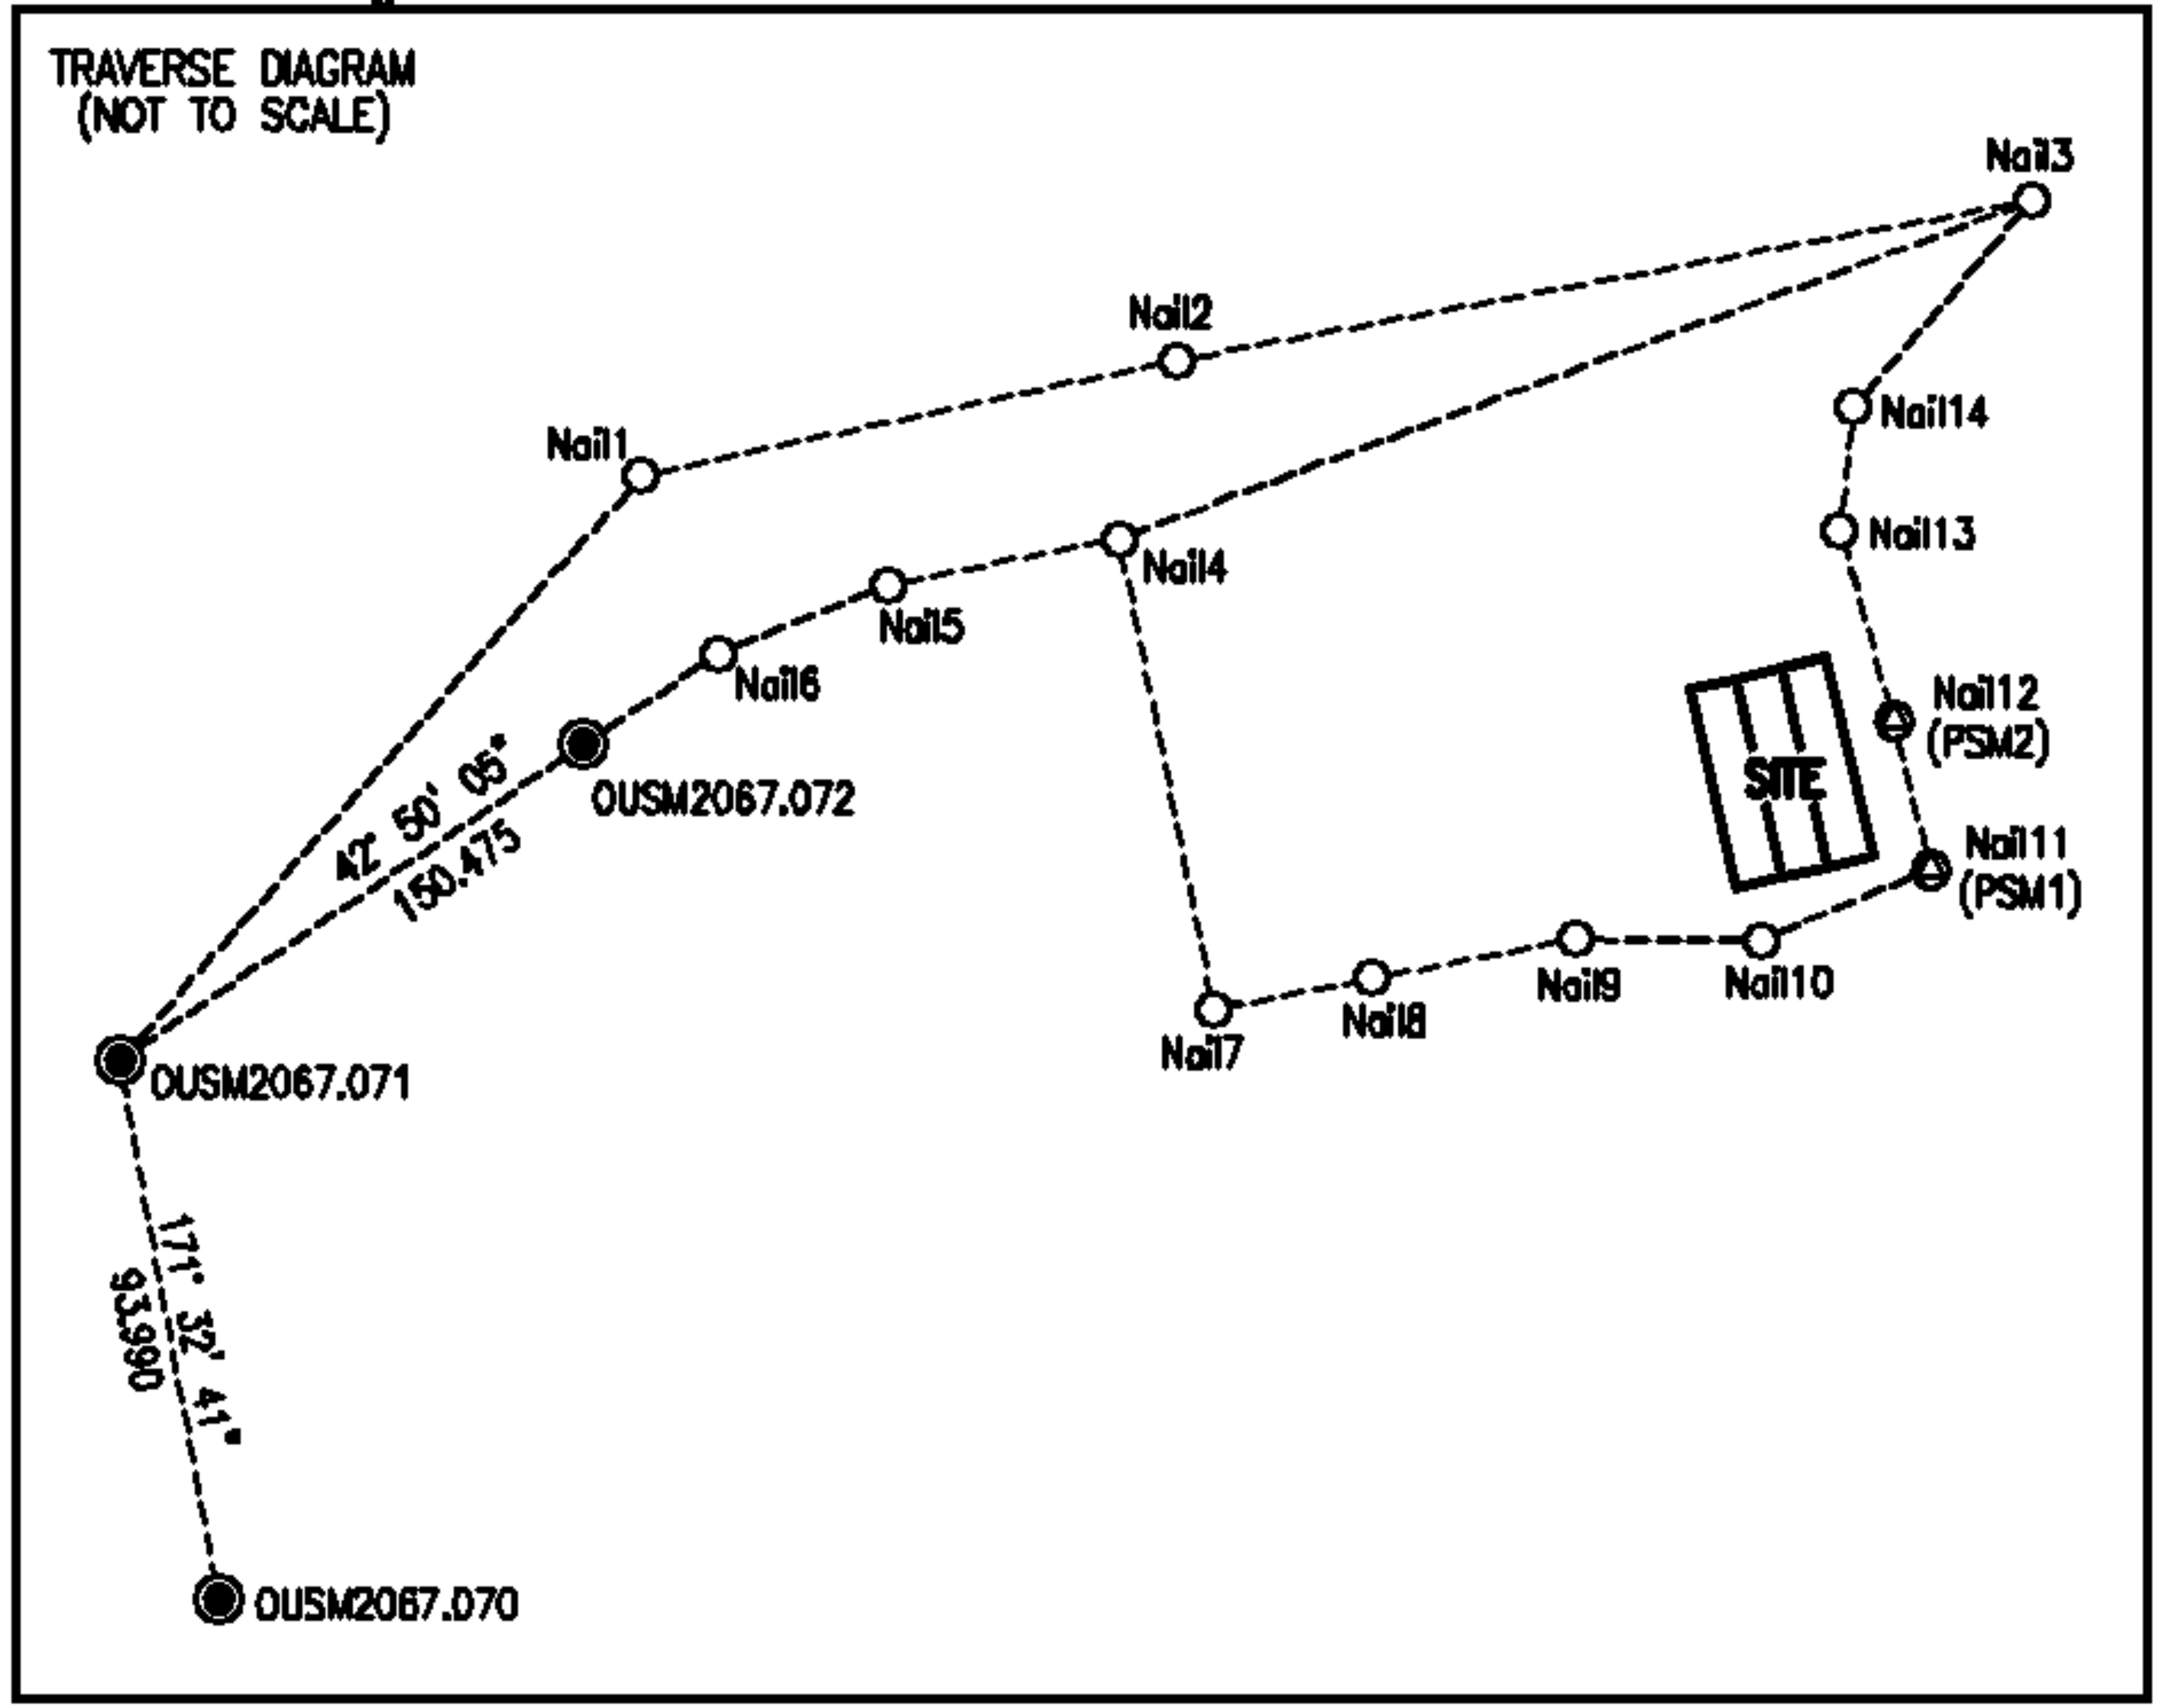 TRAVERSE DIAGRAM
(NOT TO SCALE)
Nail3
Nail2
Nail14
Nail1
Nail13
Nail4
Nail5
Nail6
Nail12
(PSM2)
42° 50' 05"
150.475
OUSM2067.072
SITE
Nail11
(PSM1)
Nail10
Nail9
Nail8
Nail7
OUSM2067.071
171° 32' 41"
93.990
OUSM2067.070